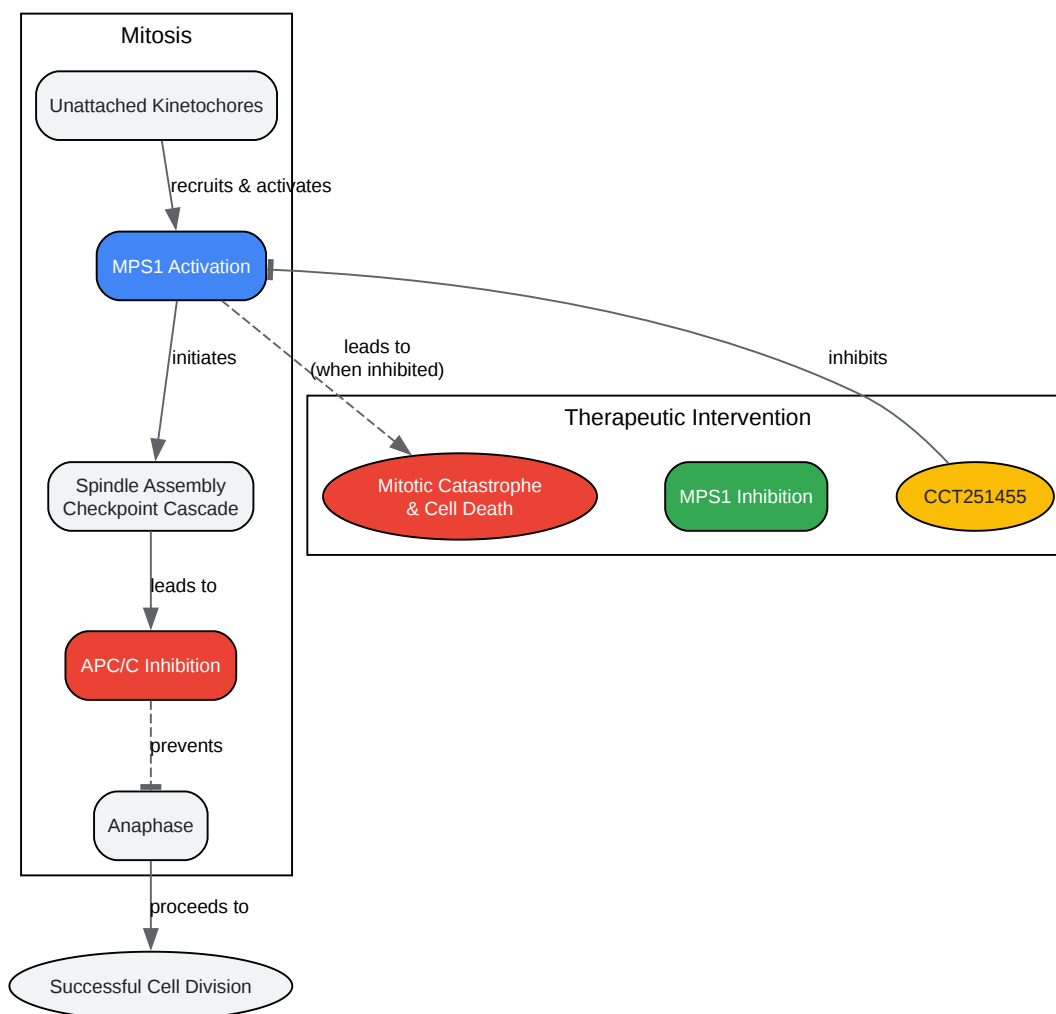 Mitosis
Unattached Kinetochores
recruits & activates
MPS1 Activation
initiates
leads to
(when inhibited)
inhibits
Therapeutic Intervention
Spindle Assembly
Checkpoint Cascade
Mitotic Catastrophe
& Cell Death
MPS1 Inhibition
CCT251455
leads to
APC/C Inhibition
prevents
Anaphase
proceeds to
Successful Cell Division